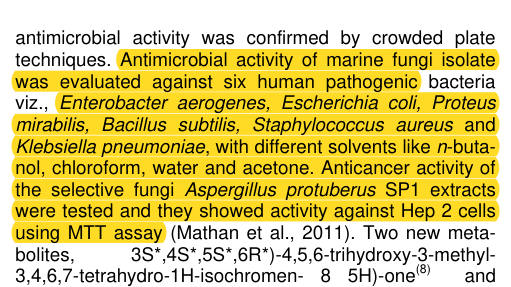 antimicrobial activity was confirmed by crowded plate
techniques. Antimicrobial activity of marine fungi isolate
was evaluated against six human pathogenic bacteria
viz., Enterobacter aerogenes, Escherichia coli, Proteus
mirabilis, Bacillus subtilis, Staphylococcus aureus and
Klebsiella pneumoniae, with different solvents like n-buta-
nol, chloroform, water and acetone. Anticancer activity of
the selective fungi Aspergillus protuberus SP1 extracts
were tested and they showed activity against Hep 2 cells
using MTT assay (Mathan et al., 2011). Two new meta-
bolites, 3S*,4S*,5S*,6R*)-4,5,6-trihydroxy-3-methyl-
3,4,6,7-tetrahydro-1H-isochromen- 8 5H)-one(8) and